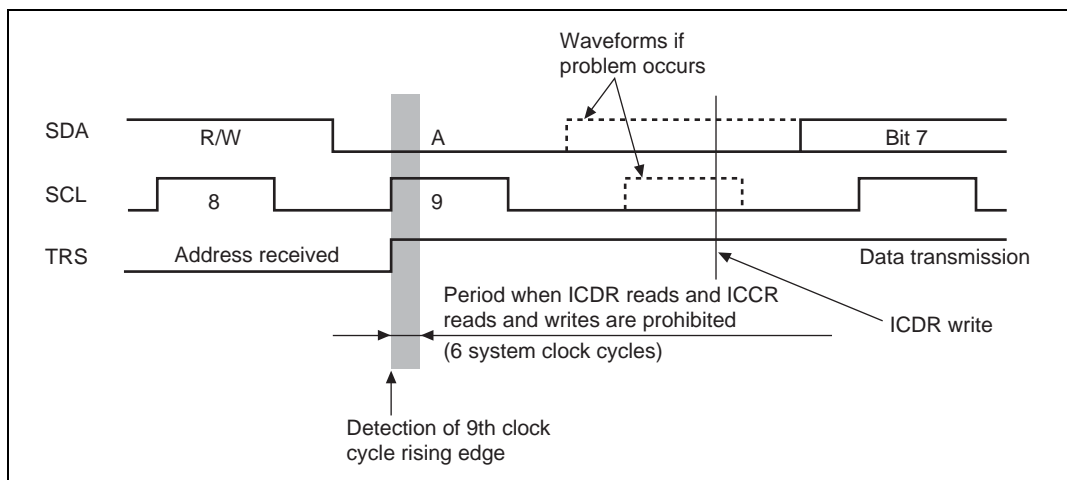 Waveforms if
problem occurs
SDA
R/W
A
Bit 7
SCL
8
9
TRS
Address received
Data transmission
Period when ICDR reads and ICCR
reads and writes are prohibited
(6 system clock cycles)
ICDR write
Detection of 9th clock
cycle rising edge